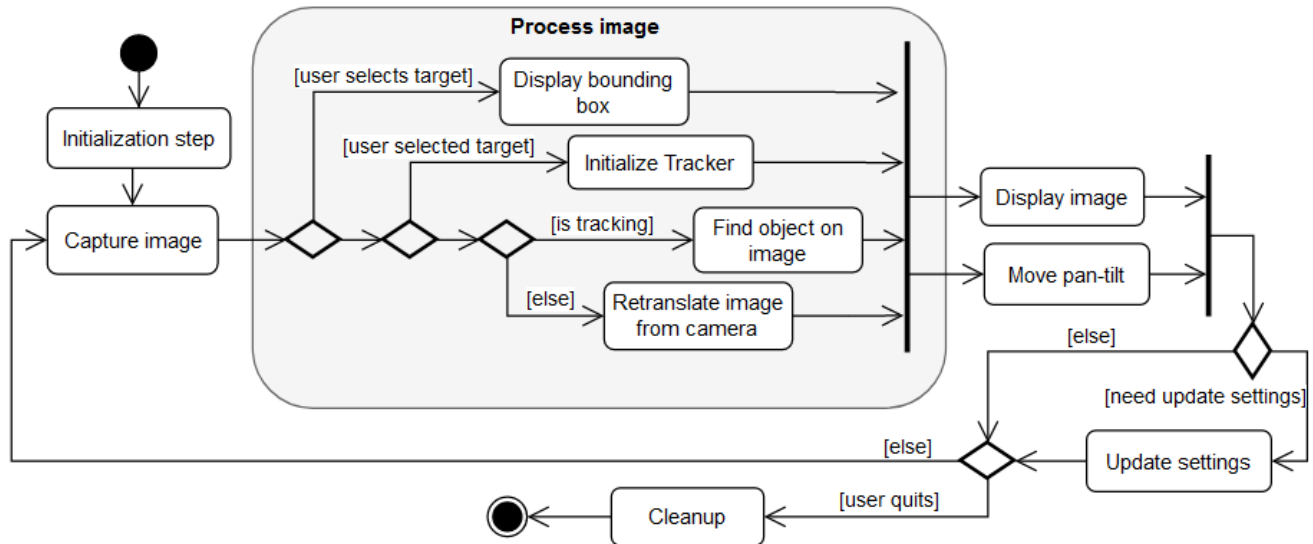 Process image
[user selects target]
Display bounding
box
Initialization step
[user selected target]
Initialize Tracker
Display image
Capture image
[is tracking]
Find object on
image
Move pan-tilt
[else]
Retranslate image
from camera
[else]
[need update settings]
[else]
Update settings
[user quits]
Cleanup